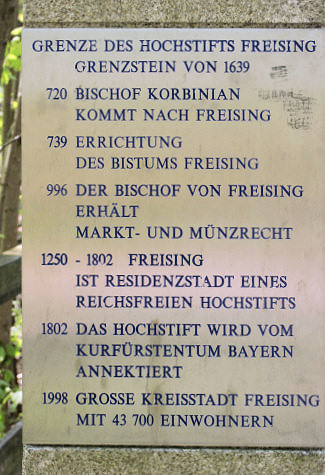 GRENZE DES HOCHSTIFTS FREISING
GRENZSTEIN VON 1639
720 BISCHOF KORBINIAN
KOMMT NACH FREISING
739 ERRICHTUNG
DES BISTUMS FREISING
996 DER BISCHOF VON FREISING
ERHÄLT
MARKT- UND MÜNZRECHT
1250 - 1802 FREISING
IST RESIDENZSTADT EINES
REICHSFREIEN HOCHSTIFTS
1802 DAS HOCHSTIFT WIRD VOM
KURFÜRSTENTUM BAYERN
ANNEKTIERT
1998 GROSSE KREISSTADT FREISING
MIT 43 700 EINWOHNERN